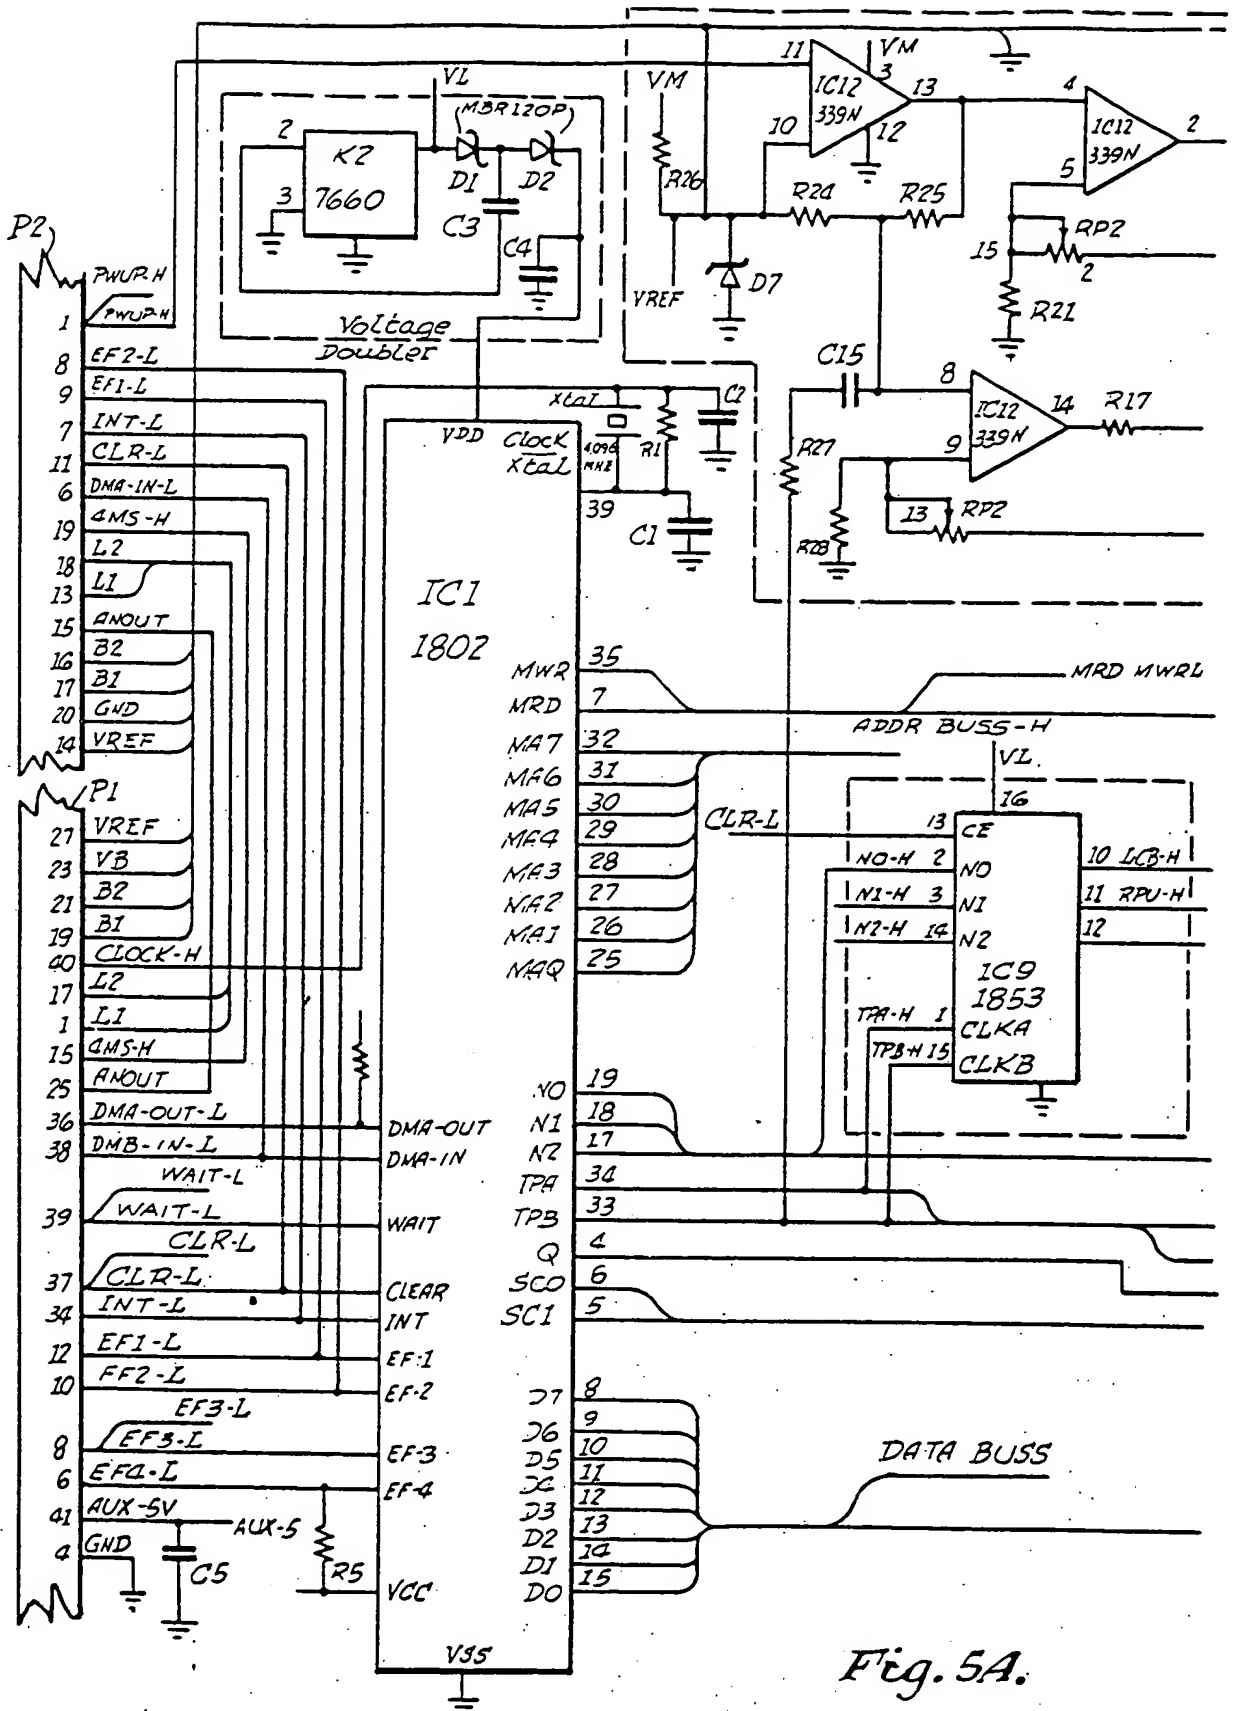 P2
PWUP-H
1 PWUP-H
8 EF2-L
9 EF1-L
7 INT-L
11 CLR-L
6 DMA-IN-L
19 4MS-H
18 L2
13 L1
15 ANOUT
16 B2
17 B1
20 GND
14 VREF
P1
27 VREF
23 VB
21 B2
19 B1
40 CLOCK-H
17 L2
1 L1
15 4MS-H
25 ANOUT
36 DMA-OUT-L
38 DMB-IN-L
WAIT-L
39 WAIT-L
CLR-L
37 CLR-L
34 INT-L
12 EF1-L
10 FF2-L
EF3-L
8 EF3-L
6 EF4-L
41 AUX-5V
AUX-5
4 GND
C5
R5
VL
MBR120P
2
3
K2
7660
D1
D2
C3
C4
Voltage
Doubler
VDD
CLOCK
Xtal
Xtal
4.096
MHZ
R1
C2
39
C1
IC1
1802
DMA-OUT
DMA-IN
WAIT
CLEAR
INT
EF-1
EF-2
EF-3
EF-4
VCC
VSS
MWR 35
MRD 7
MA7 32
MA6 31
MA5 30
MA4 29
MA3 28
MA2 27
MA1 26
MAQ 25
NO 19
N1 18
N2 17
TPA 34
TPB 33
Q 4
SCO 6
SC1 5
D7 8
D6 9
D5 10
D4 11
D3 12
D2 13
D1 14
DO 15
VM
R26
VREF
D7
11
10
VM
3
IC12
339N
13
12
R24
R25
4
5
IC12
339N
2
15
RP2
2
R21
C15
R27
8
9
IC12
339N
14
R17
13
RP2
R28
MRD MWRL
ADDR BUSS-H
VL
16
CLR-L 13 CE
NO-H 2 NO
N1-H 3 N1
N2-H 14 N2
IC9
1853
TPA-H 1 CLKA
TPB-H 15 CLKB
10 LCB-H
11 RPU-H
12
DATA BUSS
Fig. 5A.